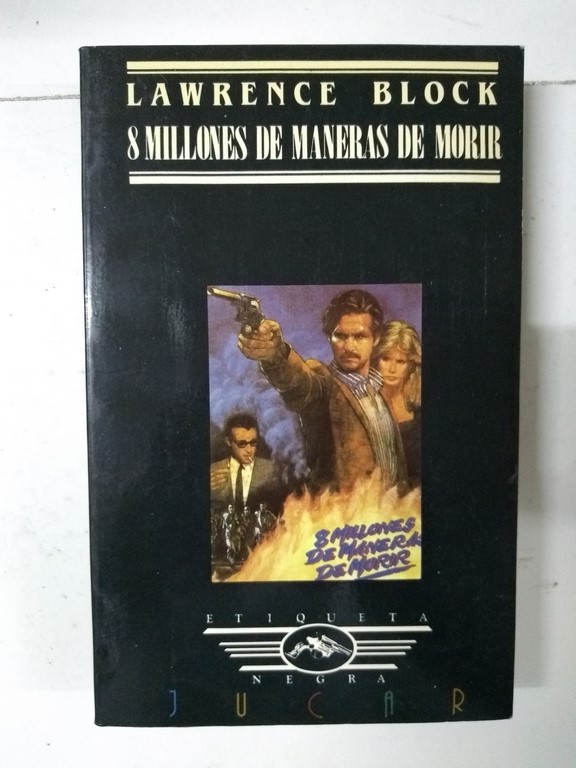 LAWRENCE BLOCK
8 MILLONES DE MANERAS DE MORIR
8 MILLONES
DE MANERAS
DE MORIR
ETIQUETA
NEGRA
JUCAR